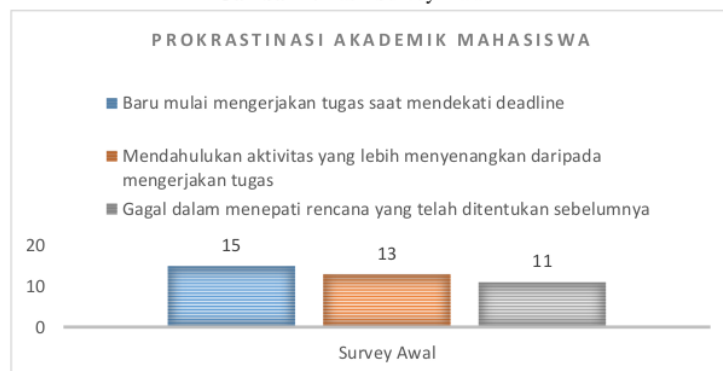 PROKRASTINASI AKADEMIK MAHASISWA
Baru mulai mengerjakan tugas saat mendekati deadline
Mendahulukan aktivitas yang lebih menyenangkan daripada
mengerjakan tugas
Gagal dalam menepati rencana yang telah ditentukan sebelumnya
20
10
0
15
13
11
Survey Awal